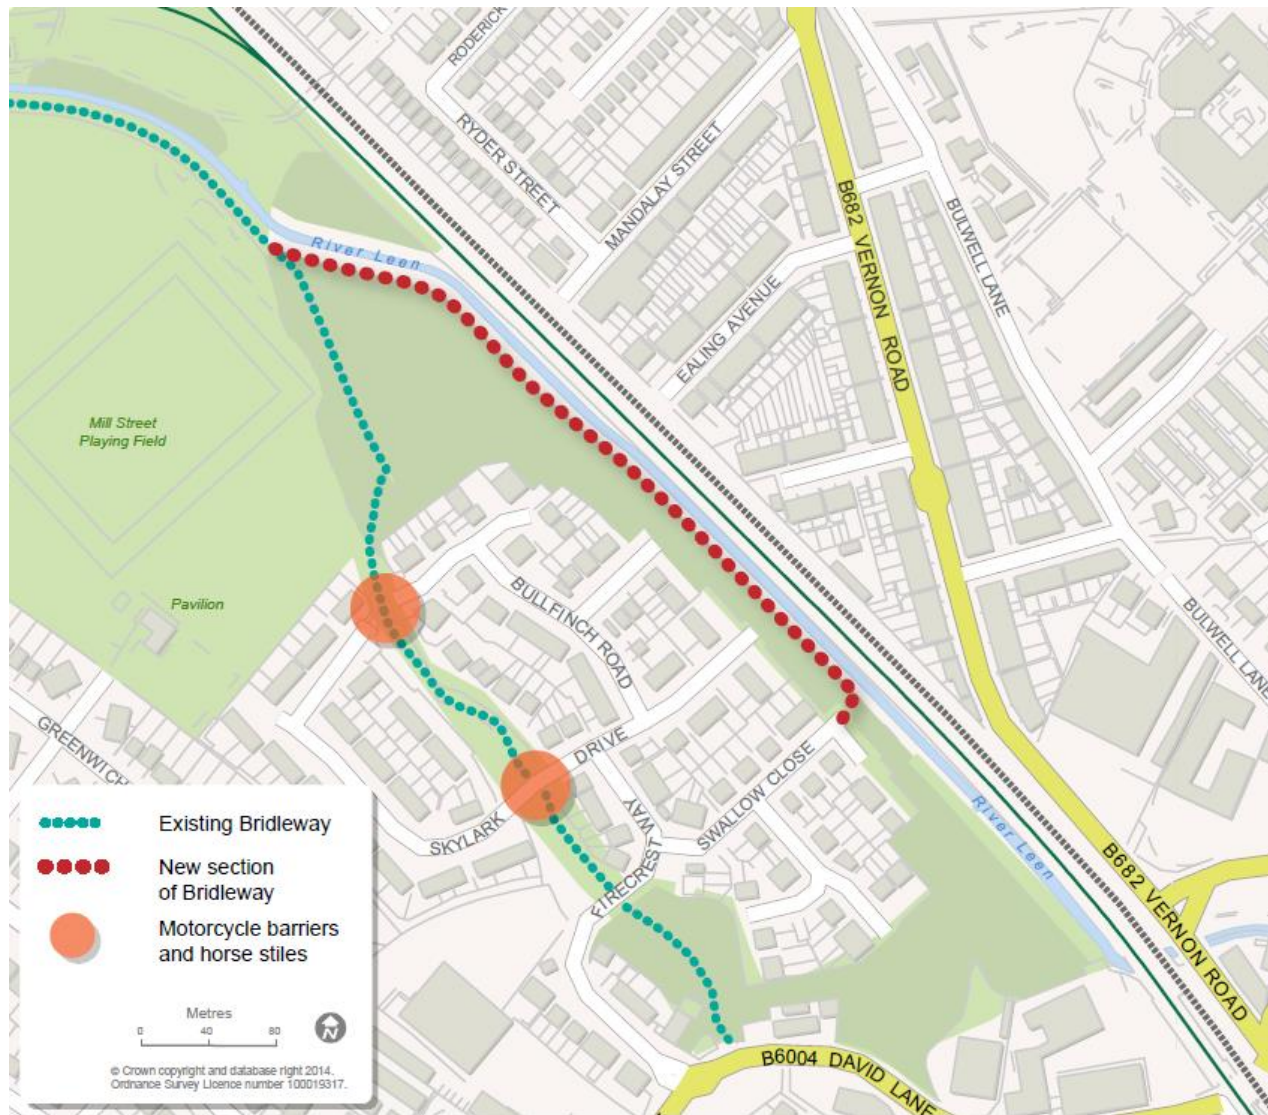 RODERICK
RYDER STREET
MANDALAY STREET
B682 VERNON ROAD
BULWELL LANE
River Leen
EALING AVENUE
Mill Street
Playing Field
Pavilion
BULLFINCH ROAD
BULWELL LANE
GREENWICH
SKYLARK DRIVE
FIRECREST WAY
SWALLOW CLOSE
River Leen
B682 VERNON ROAD
B6004 DAVID LANE
Existing Bridleway
New section
of Bridleway
Motorcycle barriers
and horse stiles
Metres
0 40 80
N
© Crown copyright and database right 2014.
Ordnance Survey Licence number 100019317.